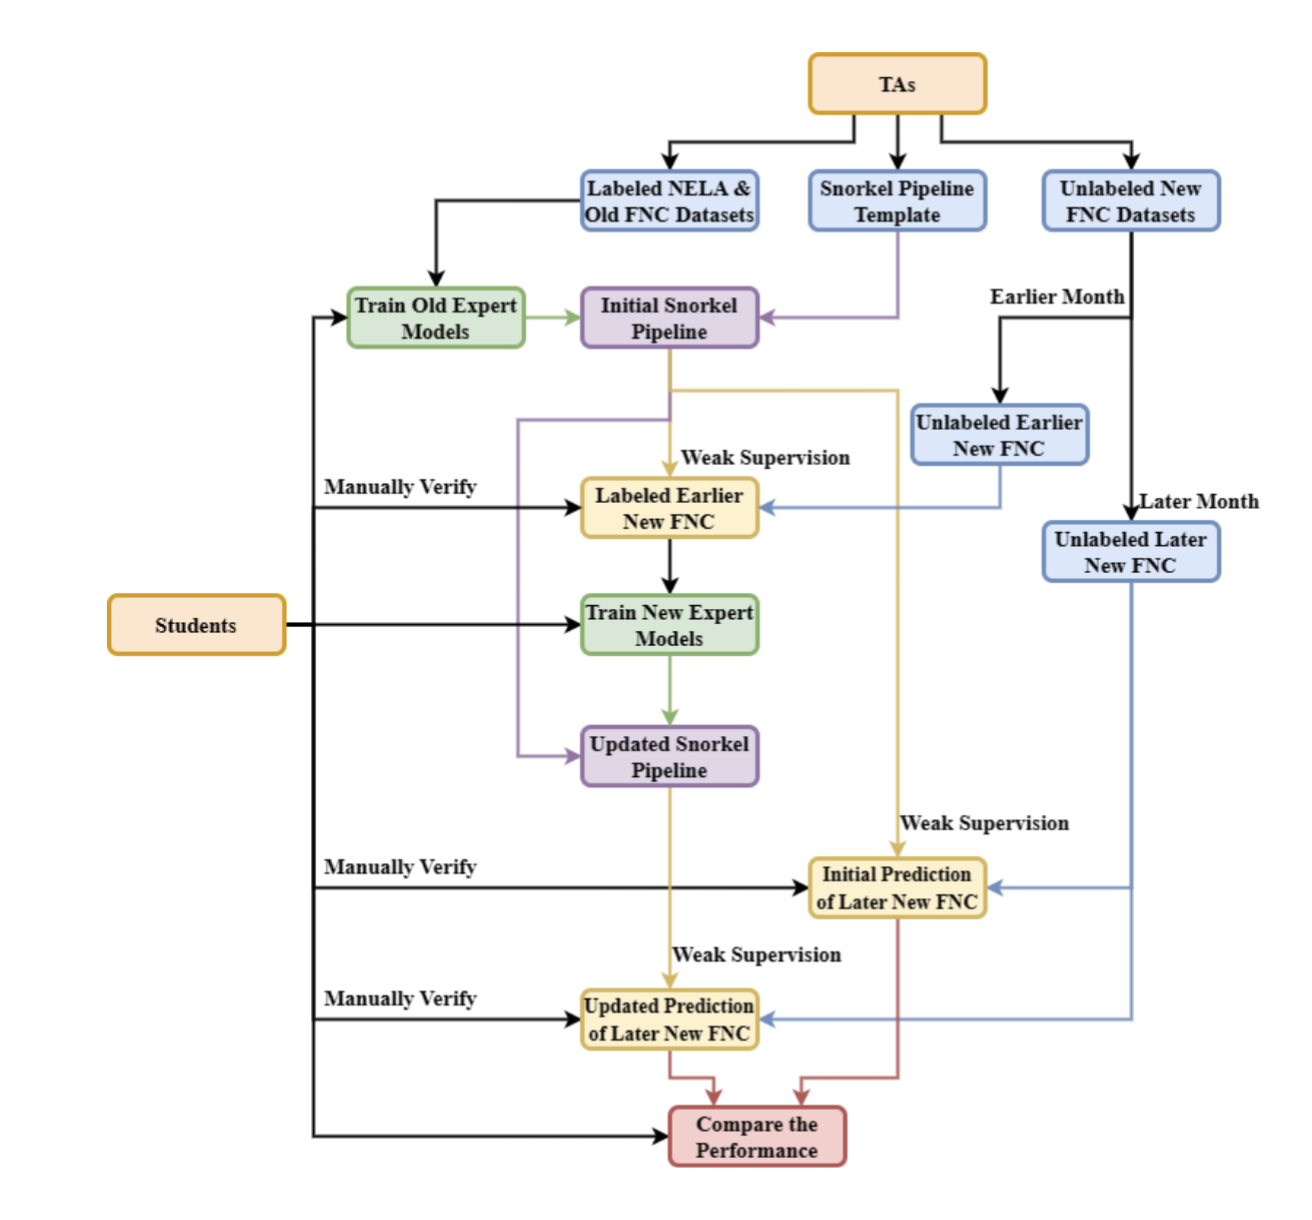 TAs
Labeled NELA &
Old FNC Datasets
Snorkel Pipeline
Template
Unlabeled New
FNC Datasets
Earlier Month
Train Old Expert
Models
Initial Snorkel
Pipeline
Unlabeled Earlier
New FNC
Weak Supervision
Manually Verify
Labeled Earlier
New FNC
Later Month
Unlabeled Later
New FNC
Students
Train New Expert
Models
Updated Snorkel
Pipeline
Weak Supervision
Manually Verify
Initial Prediction
of Later New FNC
Weak Supervision
Manually Verify
Updated Prediction
of Later New FNC
Compare the
Performance